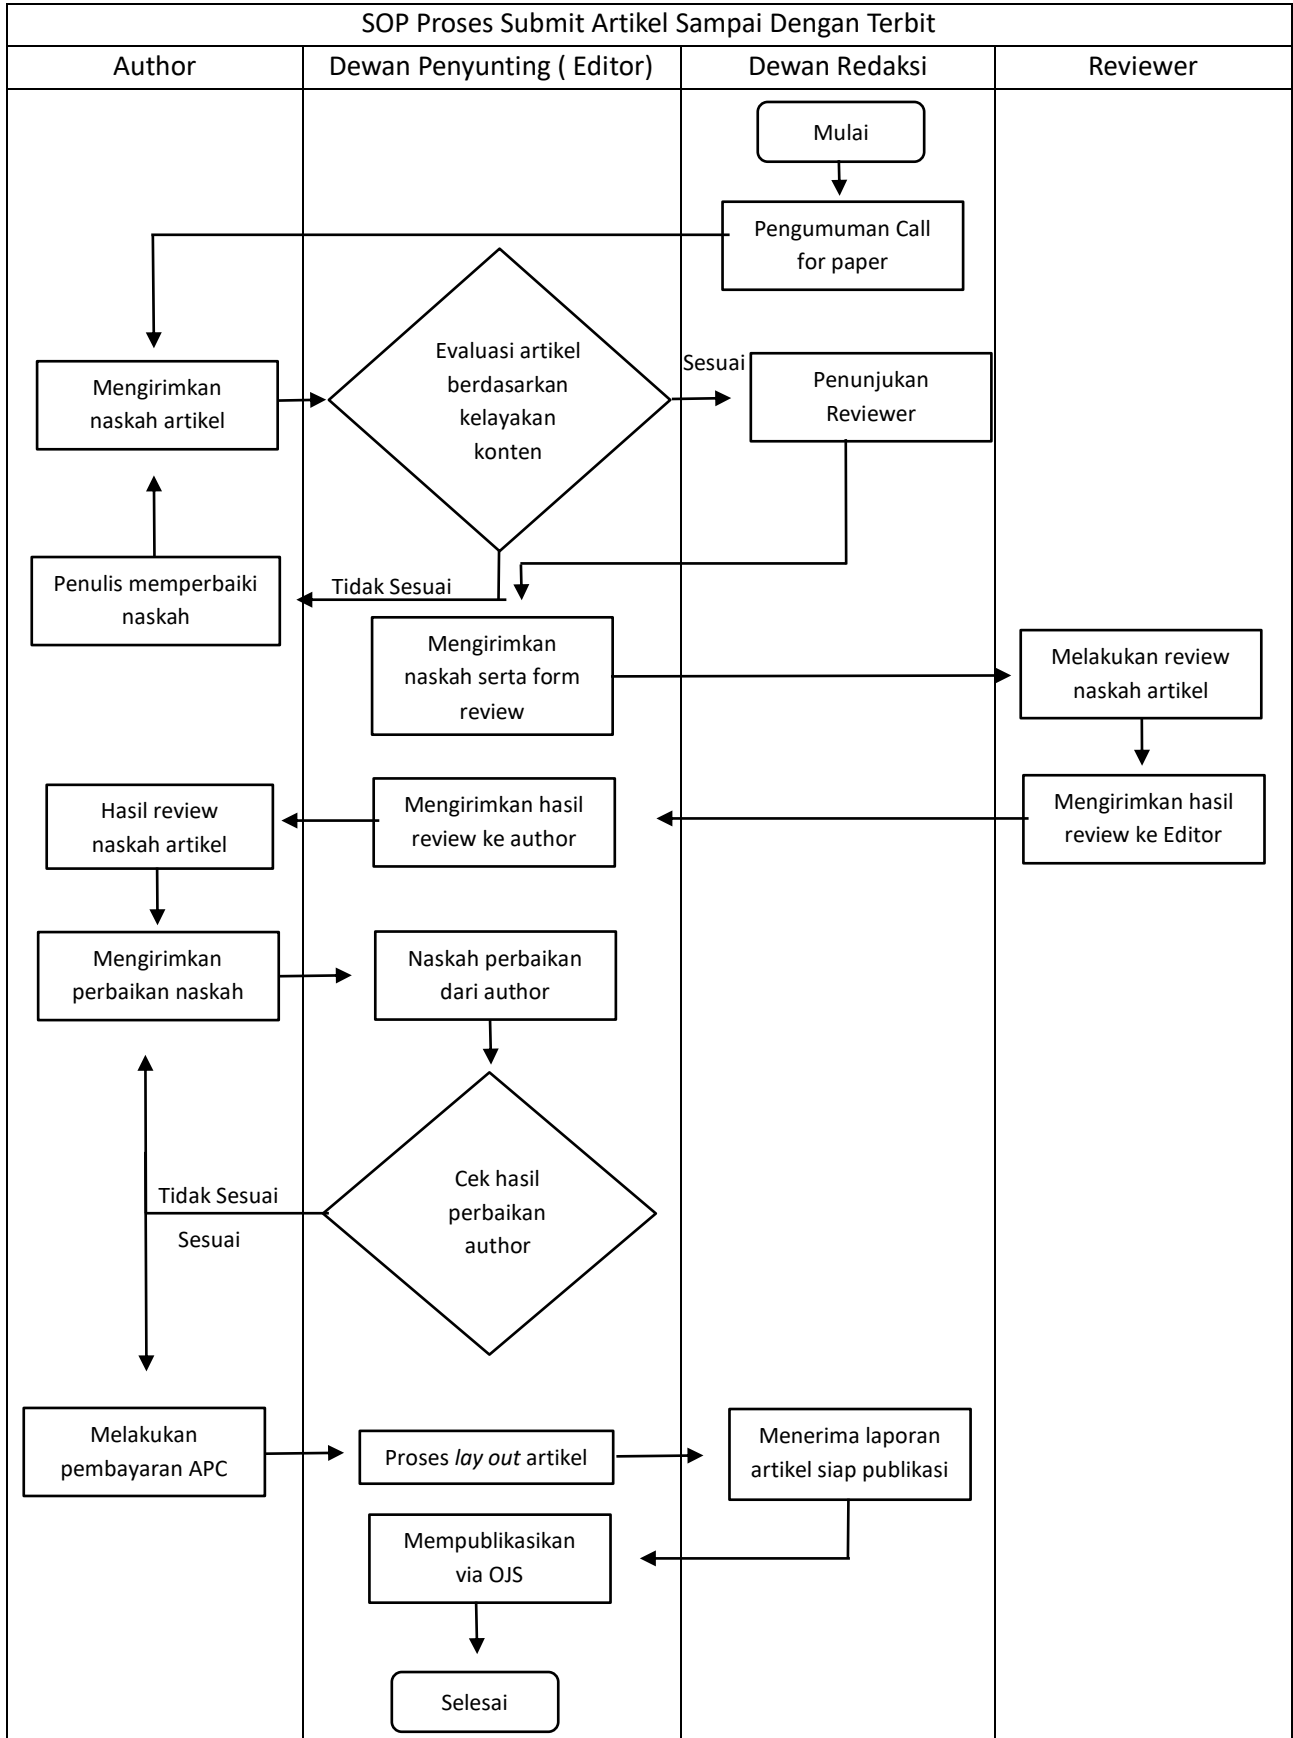 SOP Proses Submit Artikel Sampai Dengan Terbit
Author
Dewan Penyunting ( Editor)
Dewan Redaksi
Reviewer
Mulai
Pengumuman Call
for paper
Mengirimkan
naskah artikel
Evaluasi artikel
berdasarkan
kelayakan
konten
Sesuai
Penunjukan
Reviewer
Penulis memperbaiki
naskah
Tidak Sesuai
Mengirimkan
naskah serta form
review
Melakukan review
naskah artikel
Mengirimkan hasil
review ke Editor
Mengirimkan hasil
review ke author
Hasil review
naskah artikel
Mengirimkan
perbaikan naskah
Naskah perbaikan
dari author
Cek hasil
perbaikan
author
Tidak Sesuai
Sesuai
Melakukan
pembayaran APC
Proses lay out artikel
Menerima laporan
artikel siap publikasi
Mempublikasikan
via OJS
Selesai